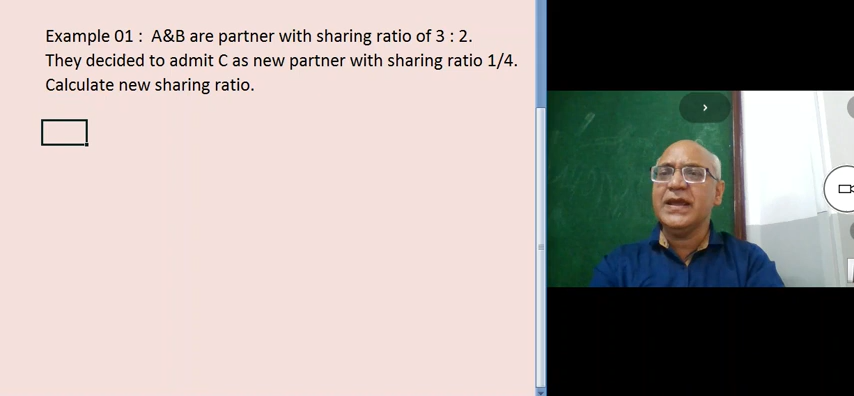 Example 01 :  A&B are partner with sharing ratio of 3 : 2.
They decided to admit C as new partner with sharing ratio 1/4.
Calculate new sharing ratio.